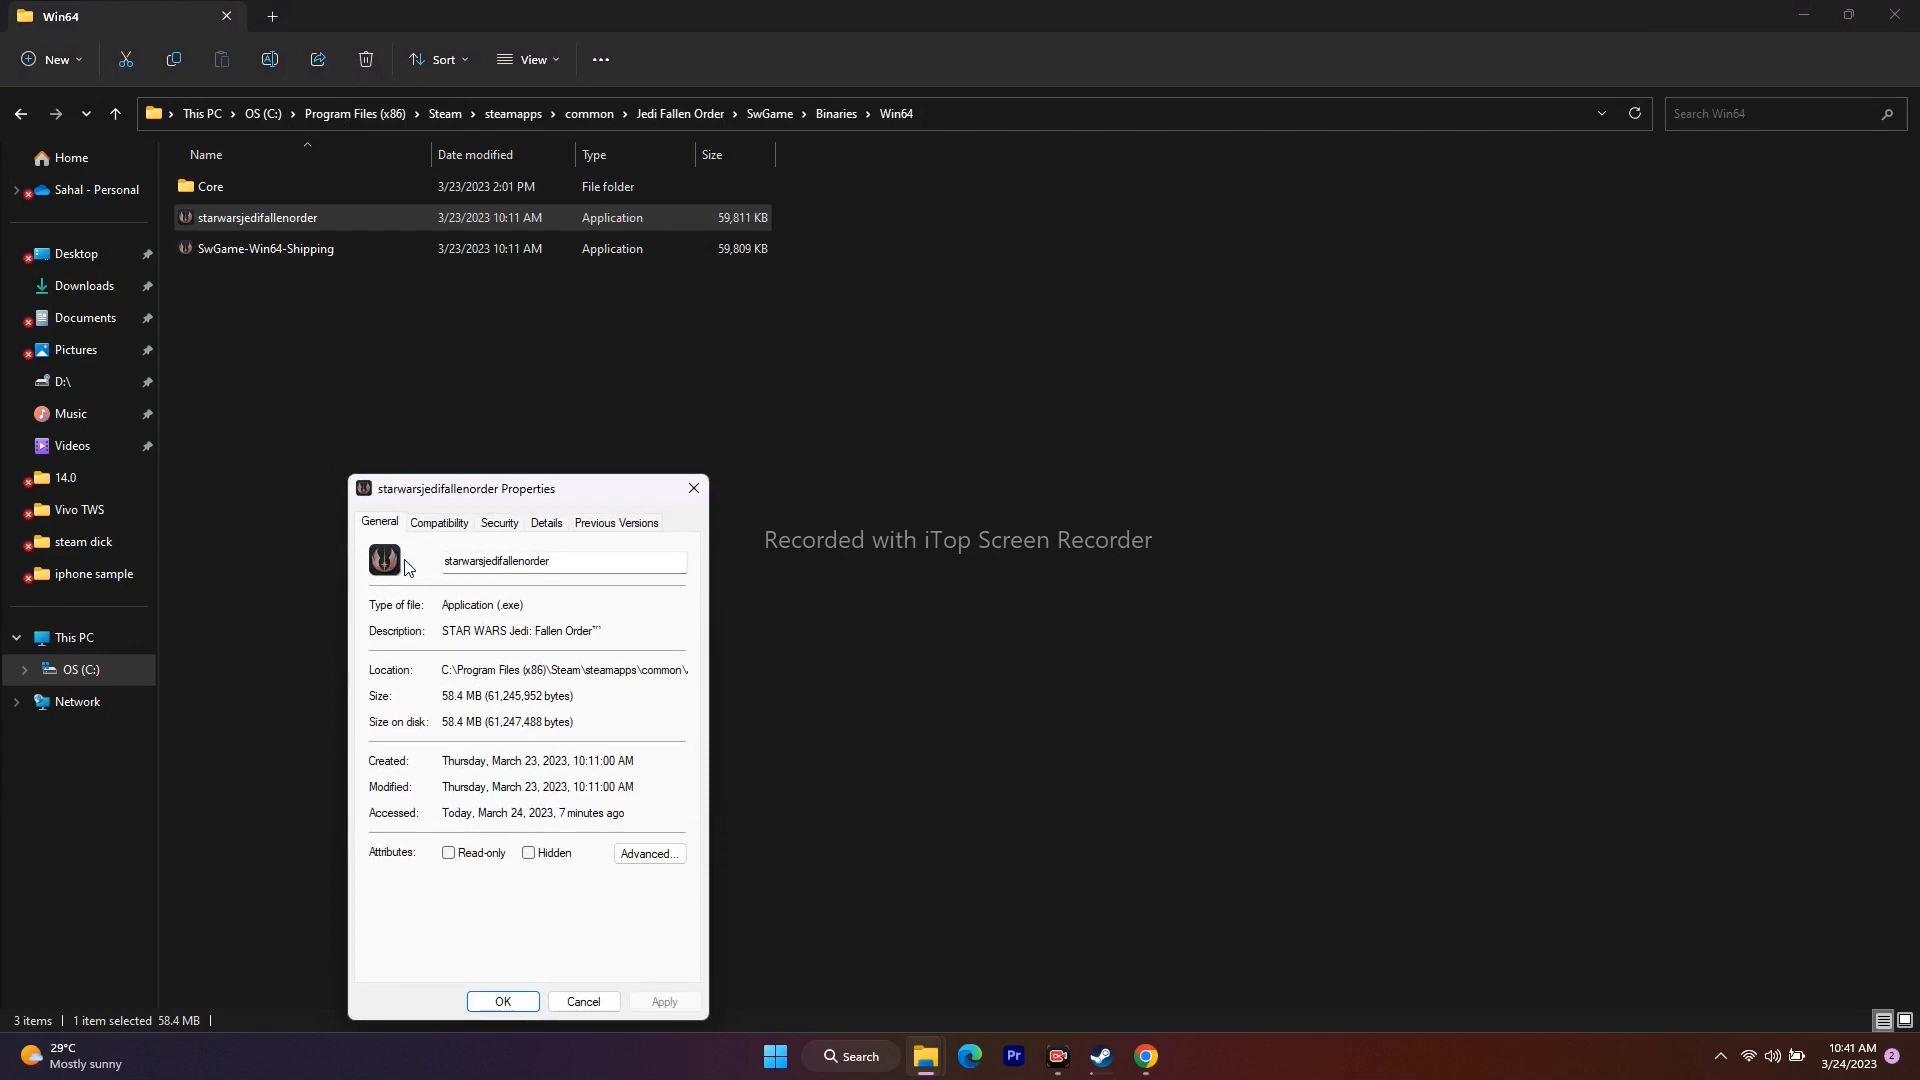 Win64
New
Sort
View
This PC > OS (C:) > Program Files (x86) > Steam > steamapps > common > Jedi Fallen Order > SwGame > Binaries > Win64
Search Win64
Name Date modified Type Size
Core 3/23/2023 2:01 PM File folder
starwarsjedifallenorder 3/23/2023 10:11 AM Application 59,811 KB
SwGame-Win64-Shipping 3/23/2023 10:11 AM Application 59,809 KB
Home
Sahal - Personal
Desktop
Downloads
Documents
Pictures
D:\
Music
Videos
14.0
Vivo TWS
steam dick
iphone sample
This PC
OS (C:)
Network
starwarsjedifallenorder Properties
General Compatibility Security Details Previous Versions
starwarsjedifallenorder
Type of file: Application (.exe)
Description: STAR WARS Jedi: Fallen Order™
Location: C:\Program Files (x86)\Steam\steamapps\common\
Size: 58.4 MB (61,245,952 bytes)
Size on disk: 58.4 MB (61,247,488 bytes)
Created: Thursday, March 23, 2023, 10:11:00 AM
Modified: Thursday, March 23, 2023, 10:11:00 AM
Accessed: Today, March 24, 2023, 7 minutes ago
Attributes: Read-only Hidden Advanced...
OK Cancel Apply
Recorded with iTop Screen Recorder
3 items 1 item selected 58.4 MB
29°C
Mostly sunny
Search
Pr
10:41 AM
3/24/2023
2